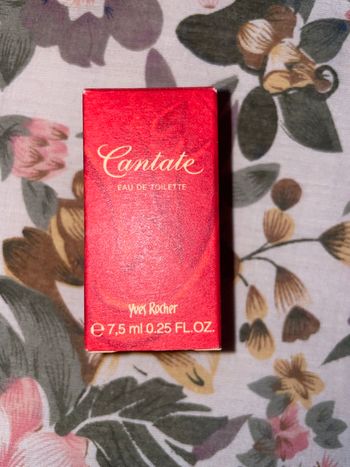 Cantate
EAU DE TOILETTE
Yves Rocher
℮ 7,5 ml 0.25 FL.OZ.